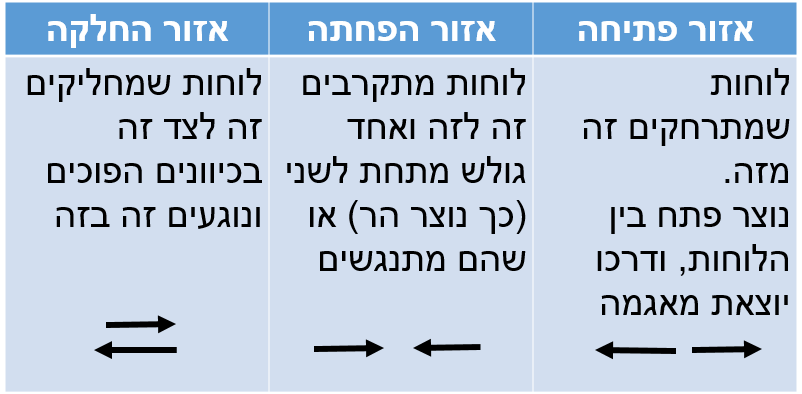 אזור פתיחה
אזור הפחתה
אזור החלקה
לוחות
שמתרחקים זה
מזה.
נוצר פתח בין
הלוחות, ודרכו
יוצאת מאגמה
לוחות מתקרבים
זה לזה ואחד
גולש מתחת לשני
(כך נוצר הר) או
שהם מתנגשים
לוחות שמחליקים
זה לצד זה
בכיוונים הפוכים
ונוגעים זה בזה